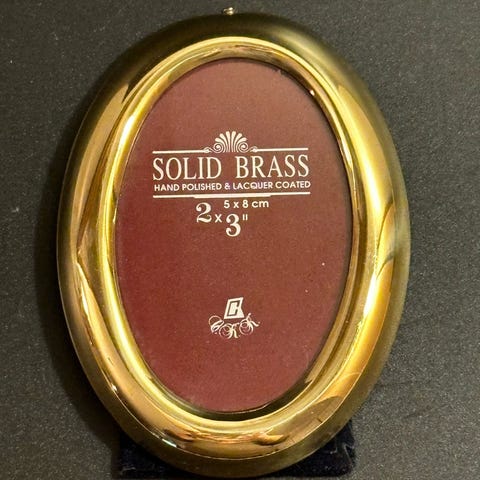 SOLID BRASS
HAND POLISHED & LACQUER COATED
5 x 8 cm
2 x 3"